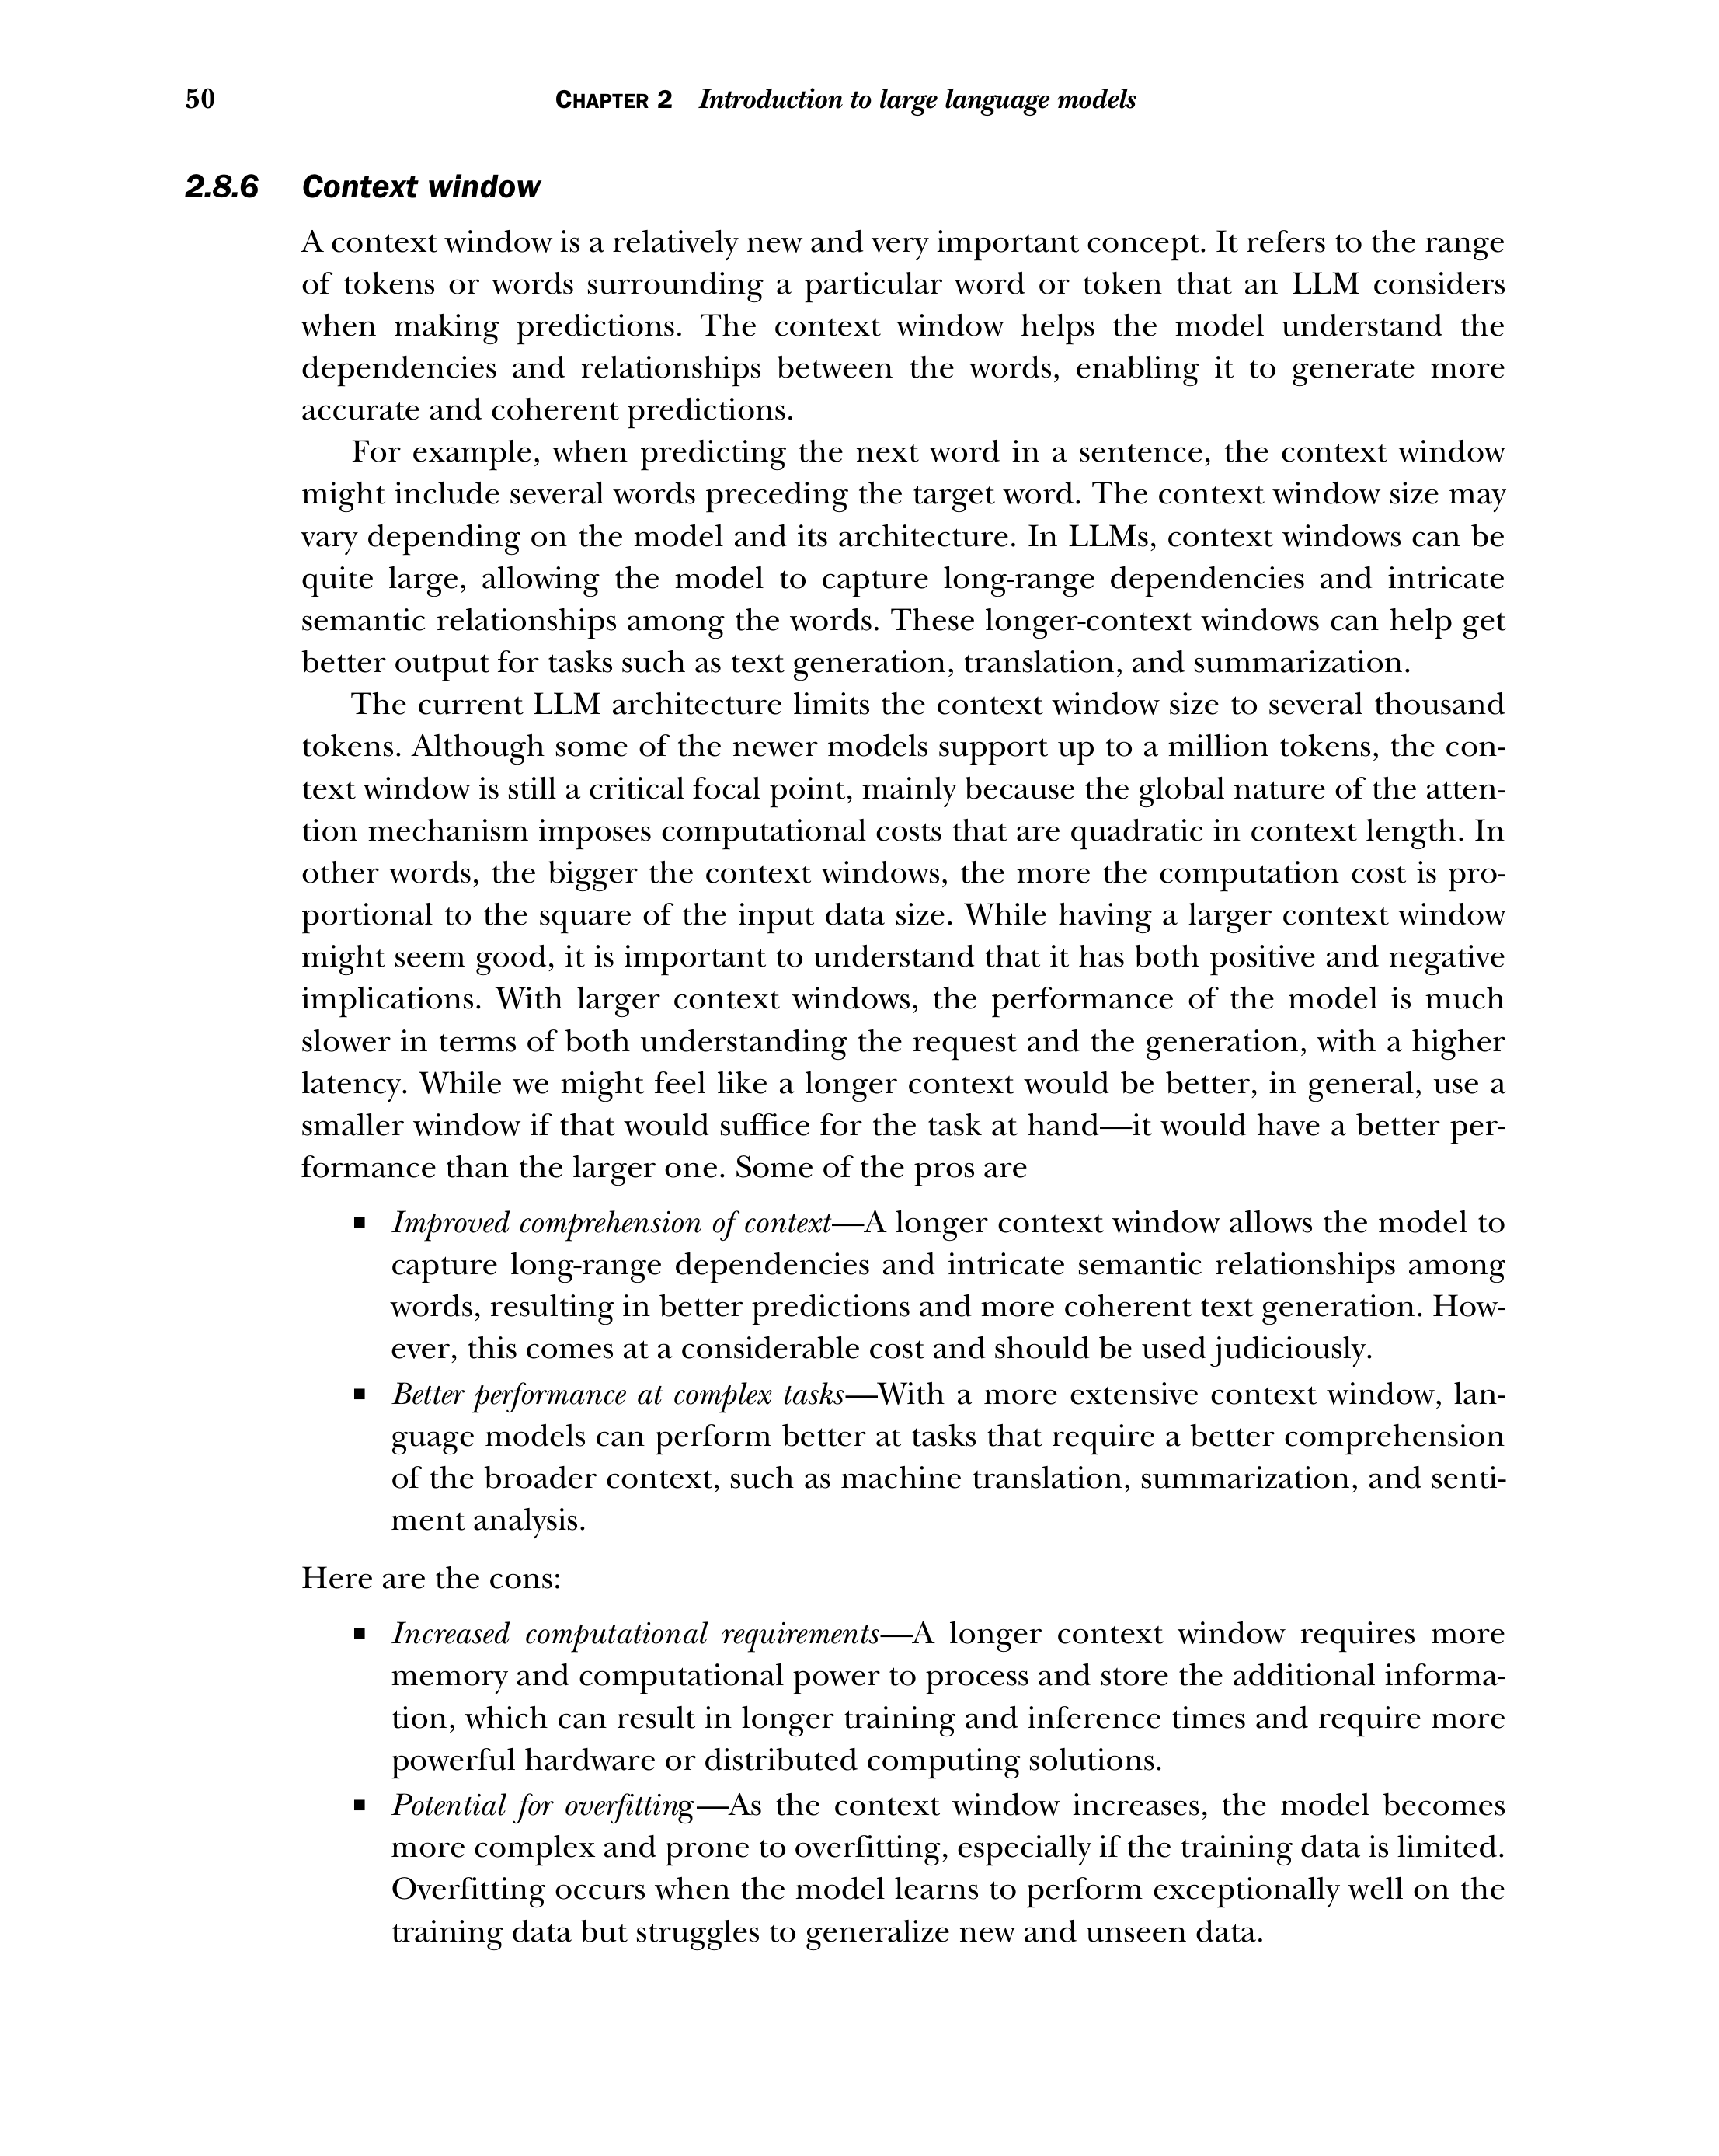 50
CHAPTER 2 Introduction to large language models
2.8.6 Context window
A context window is a relatively new and very important concept. It refers to the range
of tokens or words surrounding a particular word or token that an LLM considers
when making predictions. The context window helps the model understand the
dependencies and relationships between the words, enabling it to generate more
accurate and coherent predictions.
For example, when predicting the next word in a sentence, the context window
might include several words preceding the target word. The context window size may
vary depending on the model and its architecture. In LLMs, context windows can be
quite large, allowing the model to capture long-range dependencies and intricate
semantic relationships among the words. These longer-context windows can help get
better output for tasks such as text generation, translation, and summarization.
The current LLM architecture limits the context window size to several thousand
tokens. Although some of the newer models support up to a million tokens, the con-
text window is still a critical focal point, mainly because the global nature of the atten-
tion mechanism imposes computational costs that are quadratic in context length. In
other words, the bigger the context windows, the more the computation cost is pro-
portional to the square of the input data size. While having a larger context window
might seem good, it is important to understand that it has both positive and negative
implications. With larger context windows, the performance of the model is much
slower in terms of both understanding the request and the generation, with a higher
latency. While we might feel like a longer context would be better, in general, use a
smaller window if that would suffice for the task at hand—it would have a better per-
formance than the larger one. Some of the pros are
■ Improved comprehension of context—A longer context window allows the model to
capture long-range dependencies and intricate semantic relationships among
words, resulting in better predictions and more coherent text generation. How-
ever, this comes at a considerable cost and should be used judiciously.
■ Better performance at complex tasks—With a more extensive context window, lan-
guage models can perform better at tasks that require a better comprehension
of the broader context, such as machine translation, summarization, and senti-
ment analysis.
Here are the cons:
■ Increased computational requirements—A longer context window requires more
memory and computational power to process and store the additional informa-
tion, which can result in longer training and inference times and require more
powerful hardware or distributed computing solutions.
■ Potential for overfitting—As the context window increases, the model becomes
more complex and prone to overfitting, especially if the training data is limited.
Overfitting occurs when the model learns to perform exceptionally well on the
training data but struggles to generalize new and unseen data.